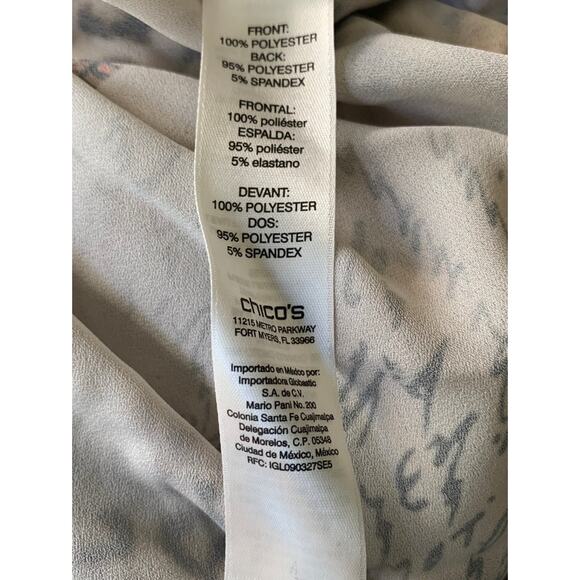 FRONT:
100% POLYESTER
BACK:
95% POLYESTER
5% SPANDEX
FRONTAL:
100% poliéster
ESPALDA:
95% poliéster
5% elastano
DEVANT:
100% POLYESTER
DOS:
95% POLYESTER
5% SPANDEX
chico's
11215 METRO PARKWAY
FORT MYERS, FL 33966
Importado en México por:
Importadora Globastic
S.A. de C.V.
Mario Pani No. 200
Colonia Santa Fe Cuajimalpa
Delegación Cuajimalpa
de Morelos, C.P. 05348
Ciudad de México, México
RFC: IGL090327SE5